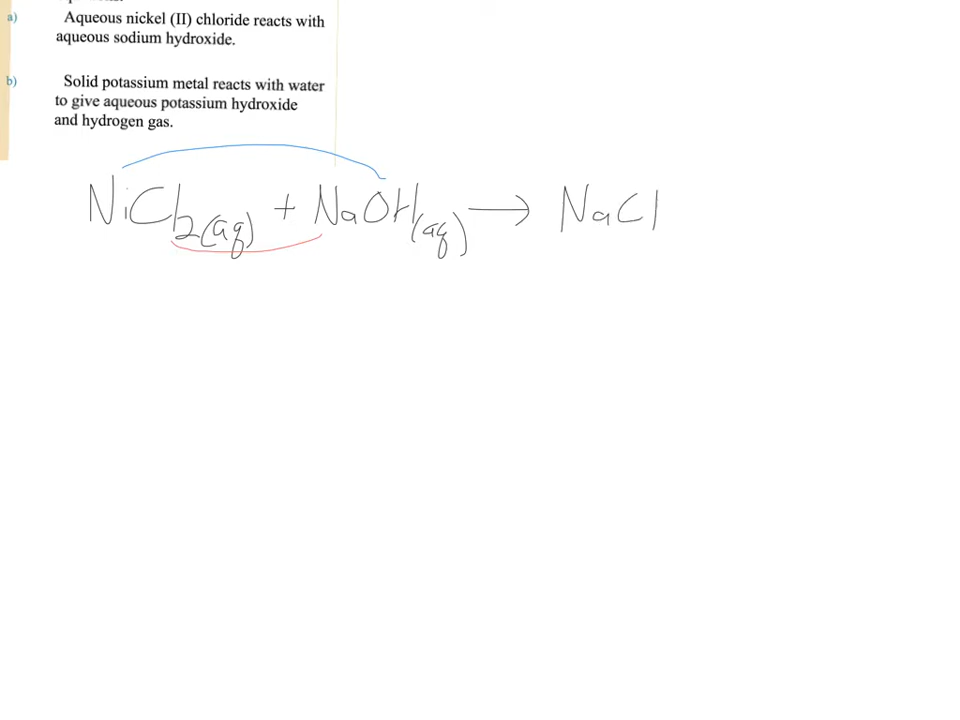 a) Aqueous nickel (II) chloride reacts with
aqueous sodium hydroxide.
b) Solid potassium metal reacts with water
to give aqueous potassium hydroxide
and hydrogen gas.
NiCl2(aq) + NaOH(aq) → NaCl